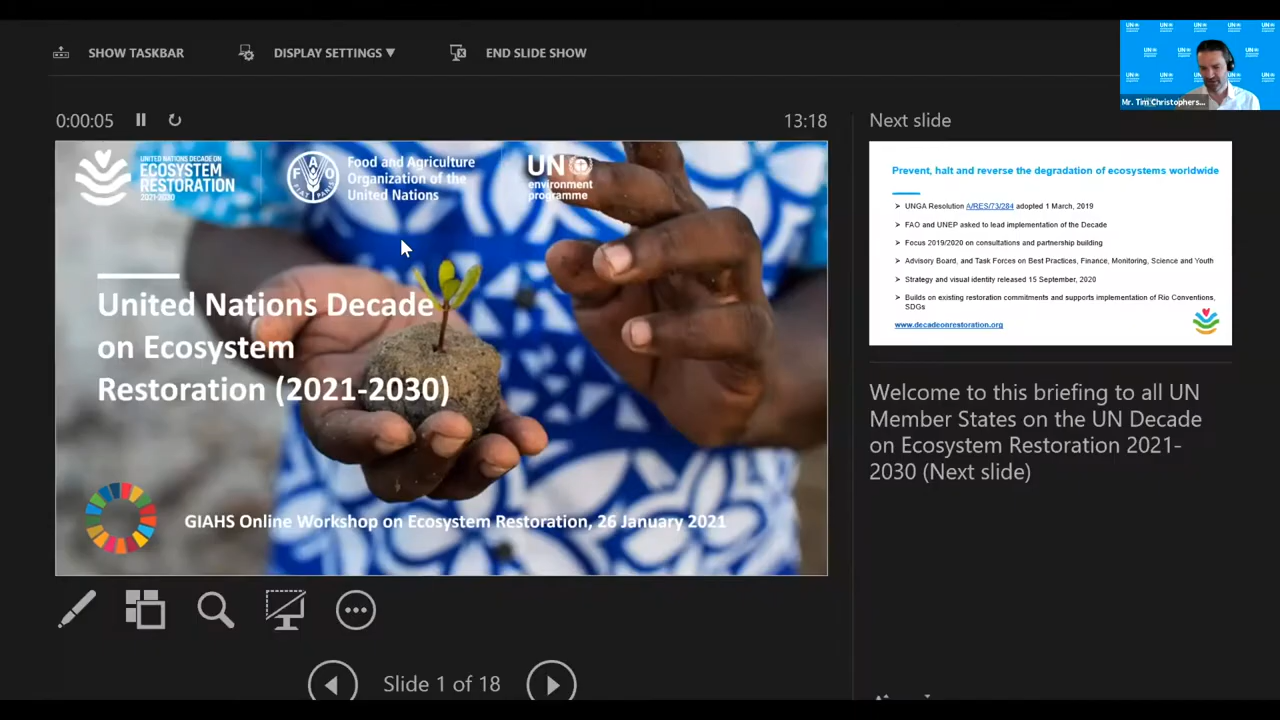 SHOW TASKBAR
DISPLAY SETTINGS ▼
END SLIDE SHOW
Mr. Tim Christophers...
0:00:05
13:18
Next slide
UNITED NATIONS DECADE ON
ECOSYSTEM
RESTORATION
2021-2030
FAO
FIAT PANIS
Food and Agriculture
Organization of the
United Nations
UN
environment
programme
United Nations Decade
on Ecosystem
Restoration (2021-2030)
GIAHS Online Workshop on Ecosystem Restoration, 26 January 2021
Prevent, halt and reverse the degradation of ecosystems worldwide
➢ UNGA Resolution A/RES/73/284 adopted 1 March, 2019
➢ FAO and UNEP asked to lead implementation of the Decade
➢ Focus 2019/2020 on consultations and partnership building
➢ Advisory Board, and Task Forces on Best Practices, Finance, Monitoring, Science and Youth
➢ Strategy and visual identity released 15 September, 2020
➢ Builds on existing restoration commitments and supports implementation of Rio Conventions,
SDGs
www.decadeonrestoration.org
Welcome to this briefing to all UN
Member States on the UN Decade
on Ecosystem Restoration 2021-
2030 (Next slide)
Slide 1 of 18